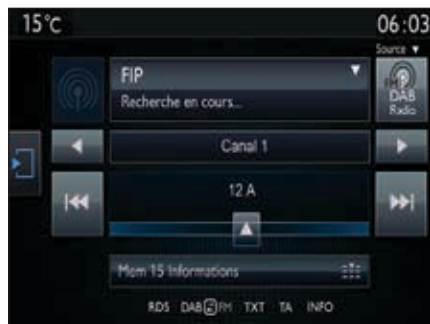 15°C 06:03
Source ▼
FIP ▼
Recherche en cours...
DAB
Radio
Canal 1
12 A
Mem 15 Informations
RDS DAB FM TXT TA INFO